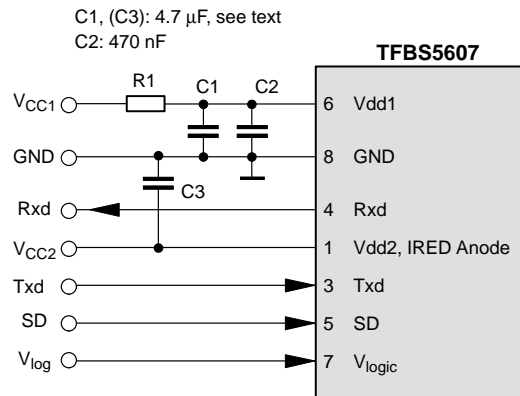 C1, (C3): 4.7 µF, see text
C2: 470 nF
TFBS5607
R1 C1 C2
VCC1 6 Vdd1
GND 8 GND
C3
Rxd 4 Rxd
VCC2 1 Vdd2, IRED Anode
Txd 3 Txd
SD 5 SD
Vlog 7 Vlogic